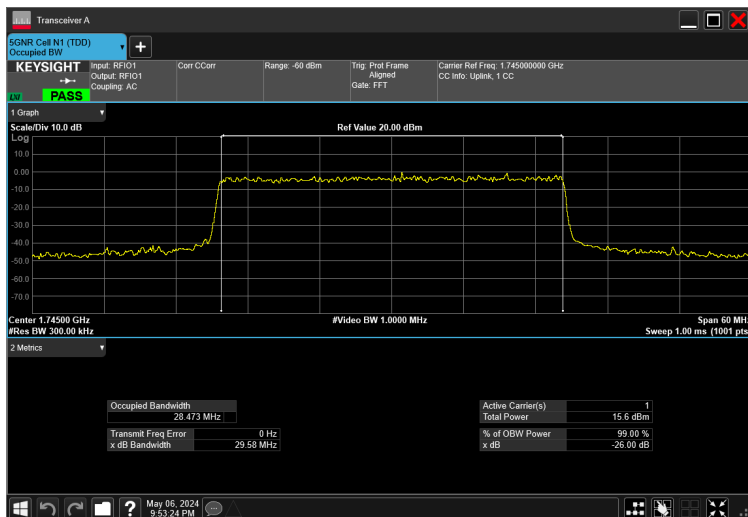 Transceiver A
5GNR Cell N1 (TDD)
Occupied BW
+
KEYSIGHT
LXI
PASS
Input: RFIO1
Output: RFIO1
Coupling: AC
Corr CCorr
Range: -60 dBm
Trig: Prot Frame
Aligned
Gate: FFT
Carrier Ref Freq: 1.745000000 GHz
CC Info: Uplink, 1 CC
1 Graph
Scale/Div 10.0 dB
Ref Value 20.00 dBm
Log
10.0
0.00
-10.0
-20.0
-30.0
-40.0
-50.0
-60.0
-70.0
Center 1.74500 GHz
#Video BW 1.0000 MHz
Span 60 MH
#Res BW 300.00 kHz
Sweep 1.00 ms (1001 pts
2 Metrics
Occupied Bandwidth
28.473 MHz
Transmit Freq Error 0 Hz
x dB Bandwidth 29.58 MHz
Active Carrier(s) 1
Total Power 15.6 dBm
% of OBW Power 99.00 %
x dB -26.00 dB
?
May 06, 2024
9:53:24 PM